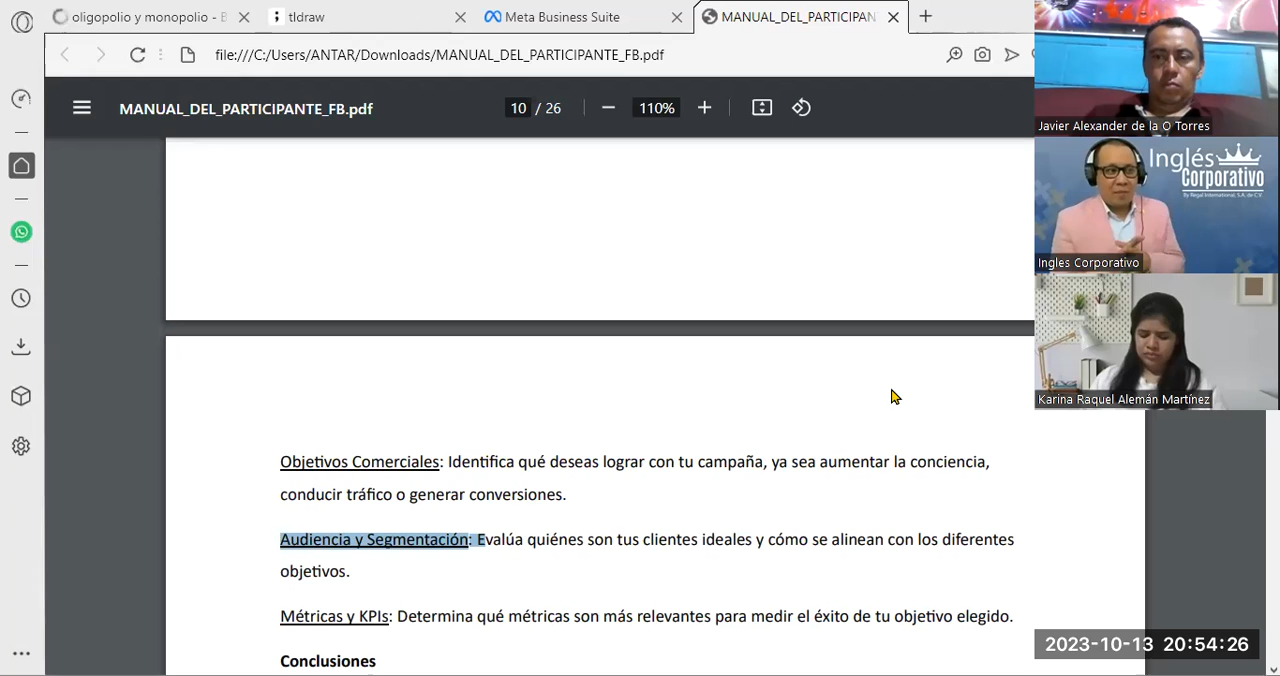 oligopolio y monopolio - B
tldraw
Meta Business Suite
MANUAL_DEL_PARTICIPAN
file:///C:/Users/ANTAR/Downloads/MANUAL_DEL_PARTICIPANTE_FB.pdf
MANUAL_DEL_PARTICIPANTE_FB.pdf
10 / 26
110%
Javier Alexander de la O Torres
Inglés
Corporativo
By Regal International, S.A. de C.V.
Ingles Corporativo
Karina Raquel Alemán Martínez
Objetivos Comerciales: Identifica qué deseas lograr con tu campaña, ya sea aumentar la conciencia,
conducir tráfico o generar conversiones.
Audiencia y Segmentación: Evalúa quiénes son tus clientes ideales y cómo se alinean con los diferentes
objetivos.
Métricas y KPIs: Determina qué métricas son más relevantes para medir el éxito de tu objetivo elegido.
Conclusiones
2023-10-13 20:54:26